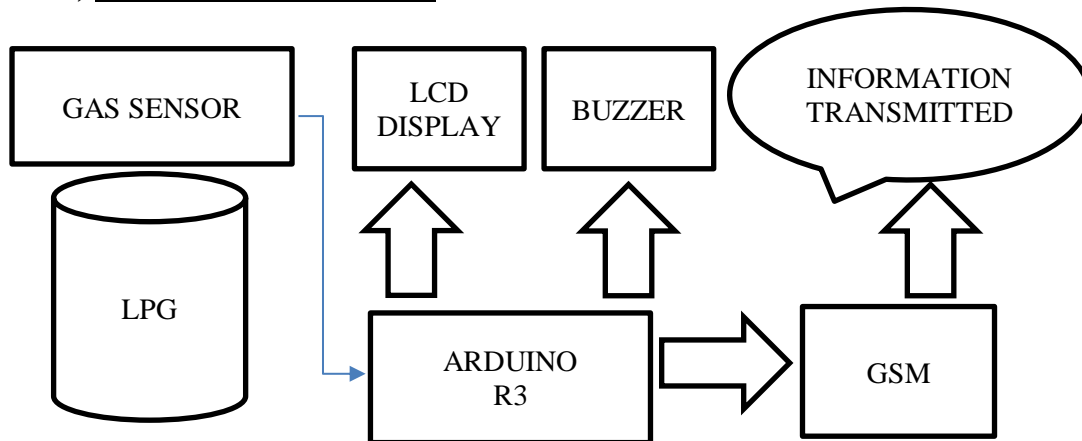 GAS SENSOR
LCD
DISPLAY
BUZZER
INFORMATION
TRANSMITTED
LPG
ARDUINO
R3
GSM